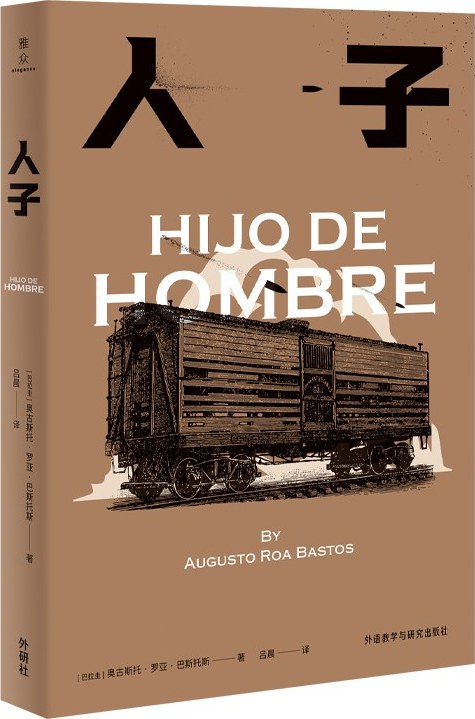 雅众
elegance
人子
HIJO DE
HOMBRE
[巴拉圭]奥古斯托·罗亚·巴斯托斯——著
吕晨——译
外研社
人子
HIJO DE
HOMBRE
BY
AUGUSTO ROA BASTOS
外语教学与研究出版社
[巴拉圭]奥古斯托·罗亚·巴斯托斯——著 吕晨——译